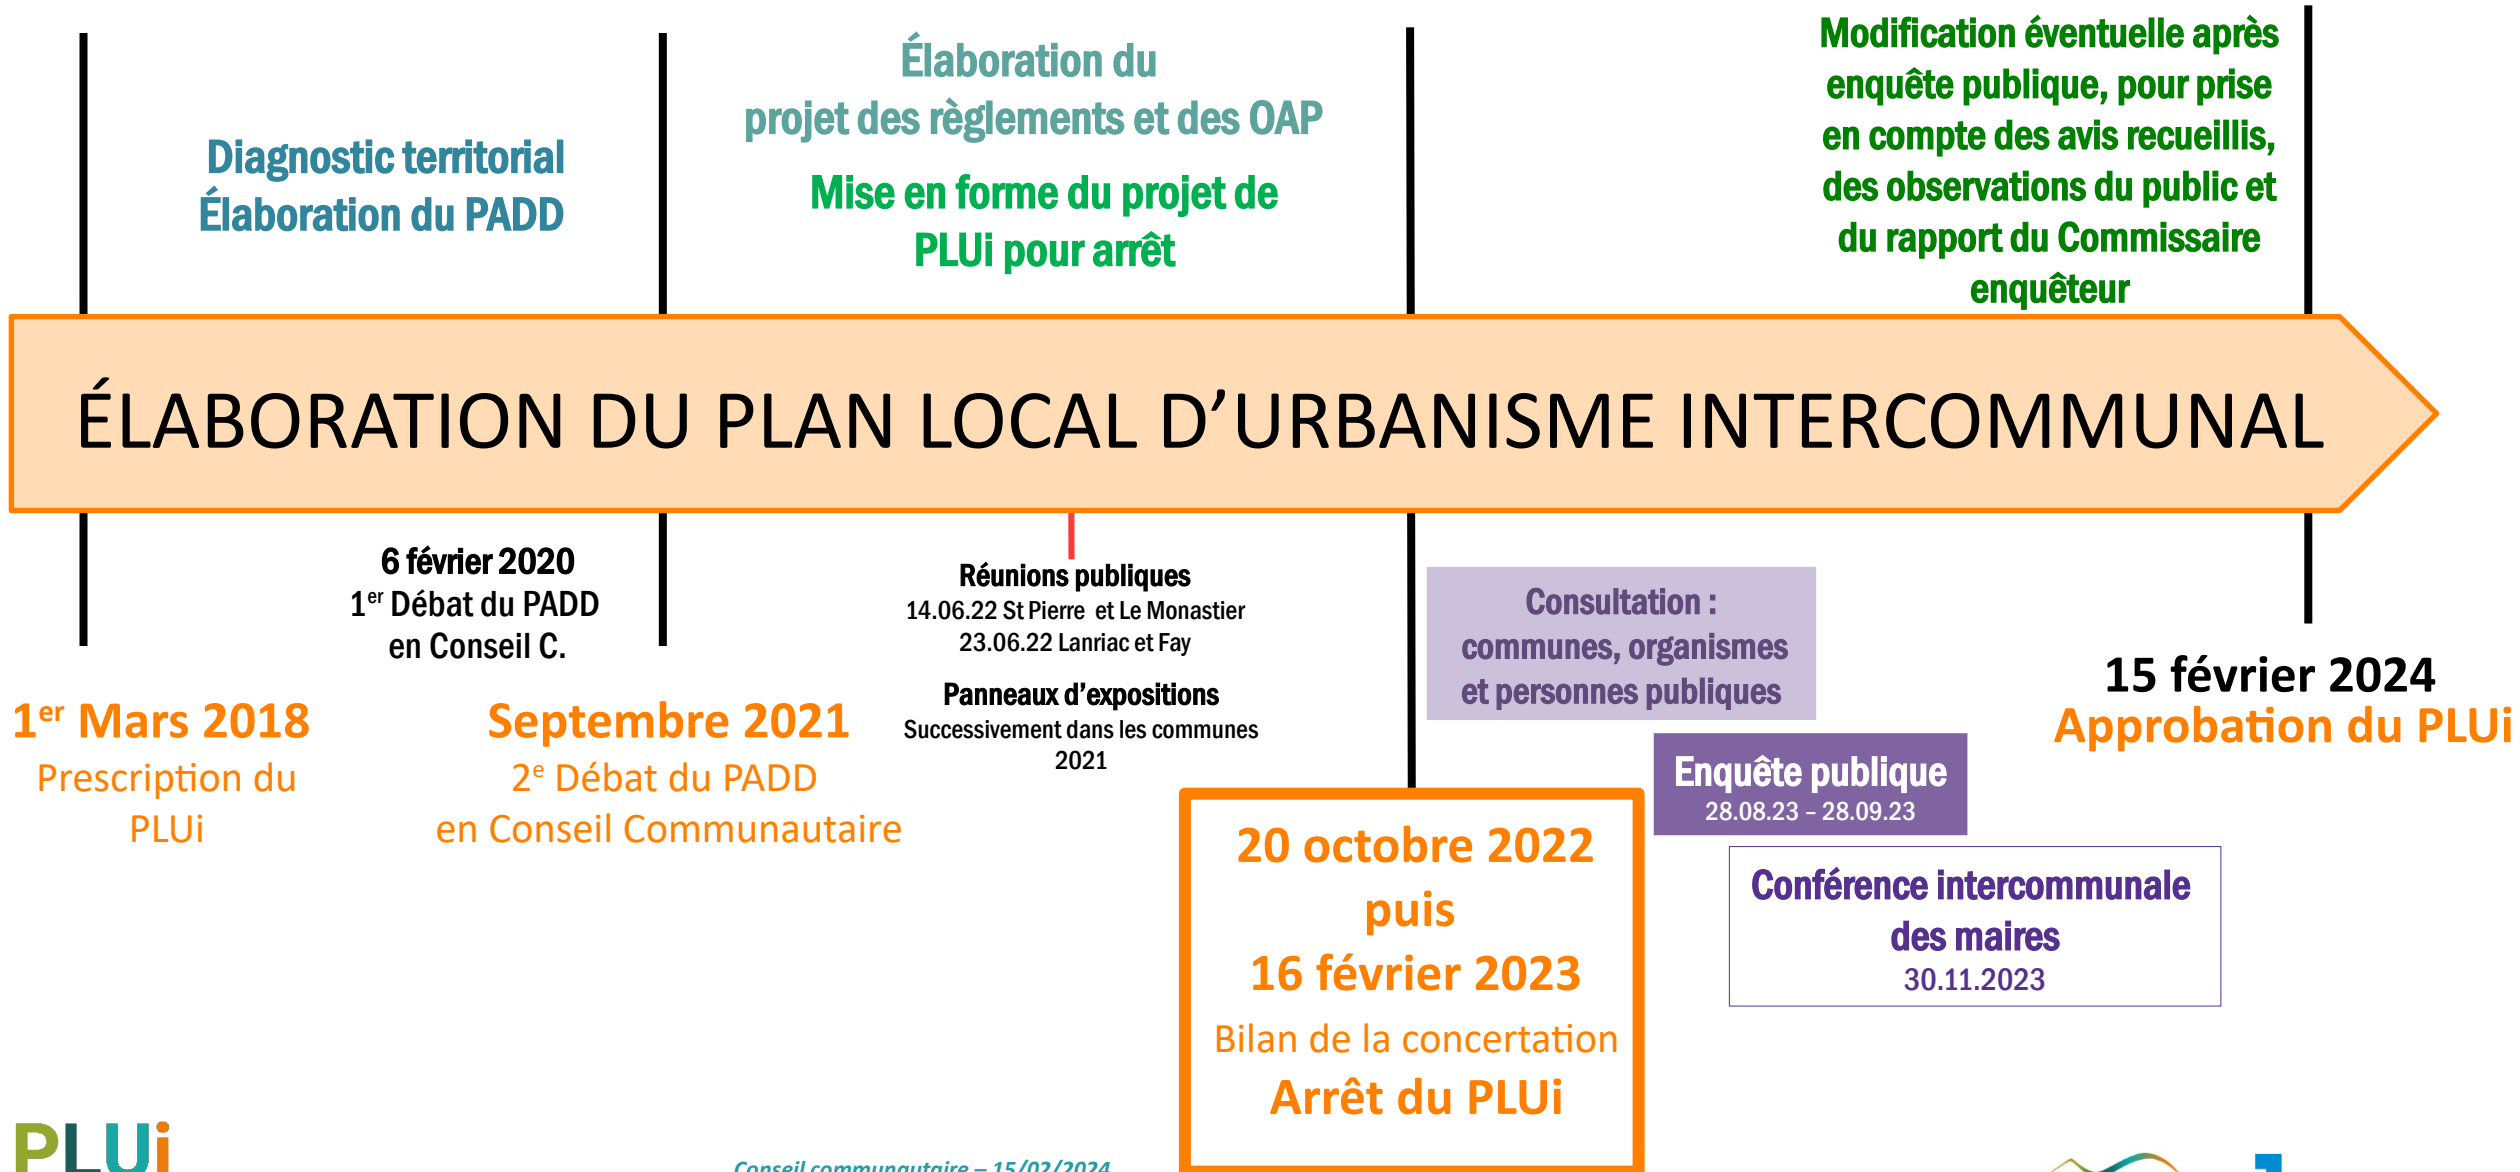 Diagnostic territorial
Élaboration du PADD
Élaboration du
projet des règlements et des OAP
Mise en forme du projet de
PLUi pour arrêt
Modification éventuelle après
enquête publique, pour prise
en compte des avis recueillis,
des observations du public et
du rapport du Commissaire
enquêteur
ÉLABORATION DU PLAN LOCAL D’URBANISME INTERCOMMUNAL
1er Mars 2018
Prescription du
PLUi
6 février 2020
1er Débat du PADD
en Conseil C.
Septembre 2021
2e Débat du PADD
en Conseil Communautaire
Réunions publiques
14.06.22 St Pierre et Le Monastier
23.06.22 Lanriac et Fay
Panneaux d’expositions
Successivement dans les communes
2021
20 octobre 2022
puis
16 février 2023
Bilan de la concertation
Arrêt du PLUi
Consultation :
communes, organismes
et personnes publiques
Enquête publique
28.08.23 – 28.09.23
Conférence intercommunale
des maires
30.11.2023
15 février 2024
Approbation du PLUi
PLUi
Conseil communautaire – 15/02/2024